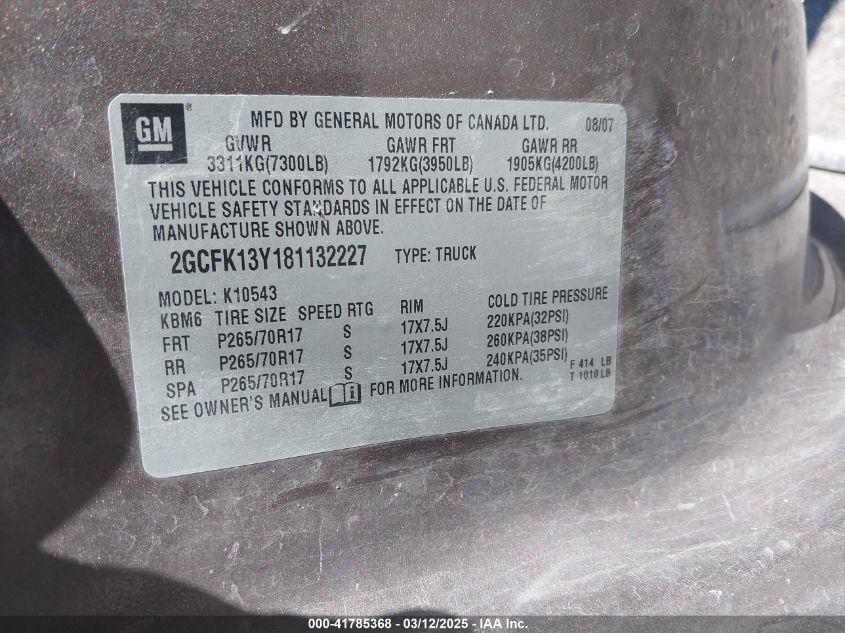 GM
MFD BY GENERAL MOTORS OF CANADA LTD. 08/07
GVWR GAWR FRT GAWR RR
3311KG(7300LB) 1792KG(3950LB) 1905KG(4200LB)
THIS VEHICLE CONFORMS TO ALL APPLICABLE U.S. FEDERAL MOTOR
VEHICLE SAFETY STANDARDS IN EFFECT ON THE DATE OF
MANUFACTURE SHOWN ABOVE.
2GCFK13Y181132227 TYPE: TRUCK
MODEL: K10543
KBM6 TIRE SIZE SPEED RTG RIM COLD TIRE PRESSURE
FRT P265/70R17 S 17X7.5J 220KPA(32PSI)
RR P265/70R17 S 17X7.5J 260KPA(38PSI)
SPA P265/70R17 S 17X7.5J 240KPA(35PSI)
F 414 LB
T 1010 LB
SEE OWNER'S MANUAL i FOR MORE INFORMATION.
000-41785368 - 03/12/2025 - IAA Inc.